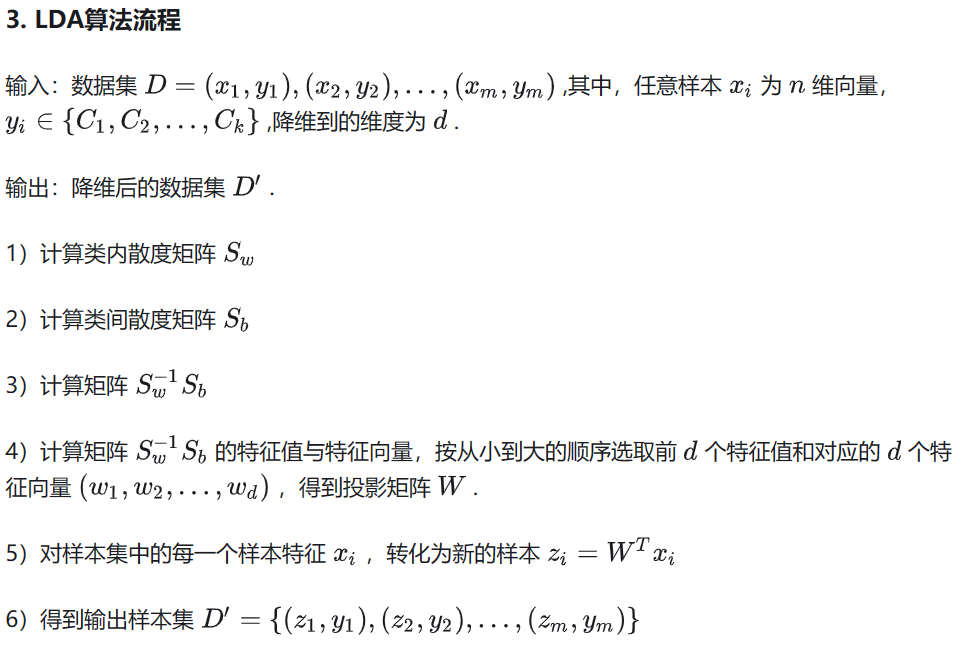 3. LDA算法流程
输入：数据集 $D = (x_1, y_1), (x_2, y_2), \ldots, (x_m, y_m)$ ,其中，任意样本 $x_i$ 为 $n$ 维向量，
$y_i \in \{C_1, C_2, \ldots, C_k\}$ ,降维到的维度为 $d$ .
输出：降维后的数据集 $D'$ .
1）计算类内散度矩阵 $S_w$
2）计算类间散度矩阵 $S_b$
3）计算矩阵 $S_w^{-1} S_b$
4）计算矩阵 $S_w^{-1} S_b$ 的特征值与特征向量，按从小到大的顺序选取前 $d$ 个特征值和对应的 $d$ 个特
征向量 $(w_1, w_2, \ldots, w_d)$ ，得到投影矩阵 $W$ .
5）对样本集中的每一个样本特征 $x_i$ ，转化为新的样本 $z_i = W^T x_i$
6）得到输出样本集 $D' = \{(z_1, y_1), (z_2, y_2), \ldots, (z_m, y_m)\}$